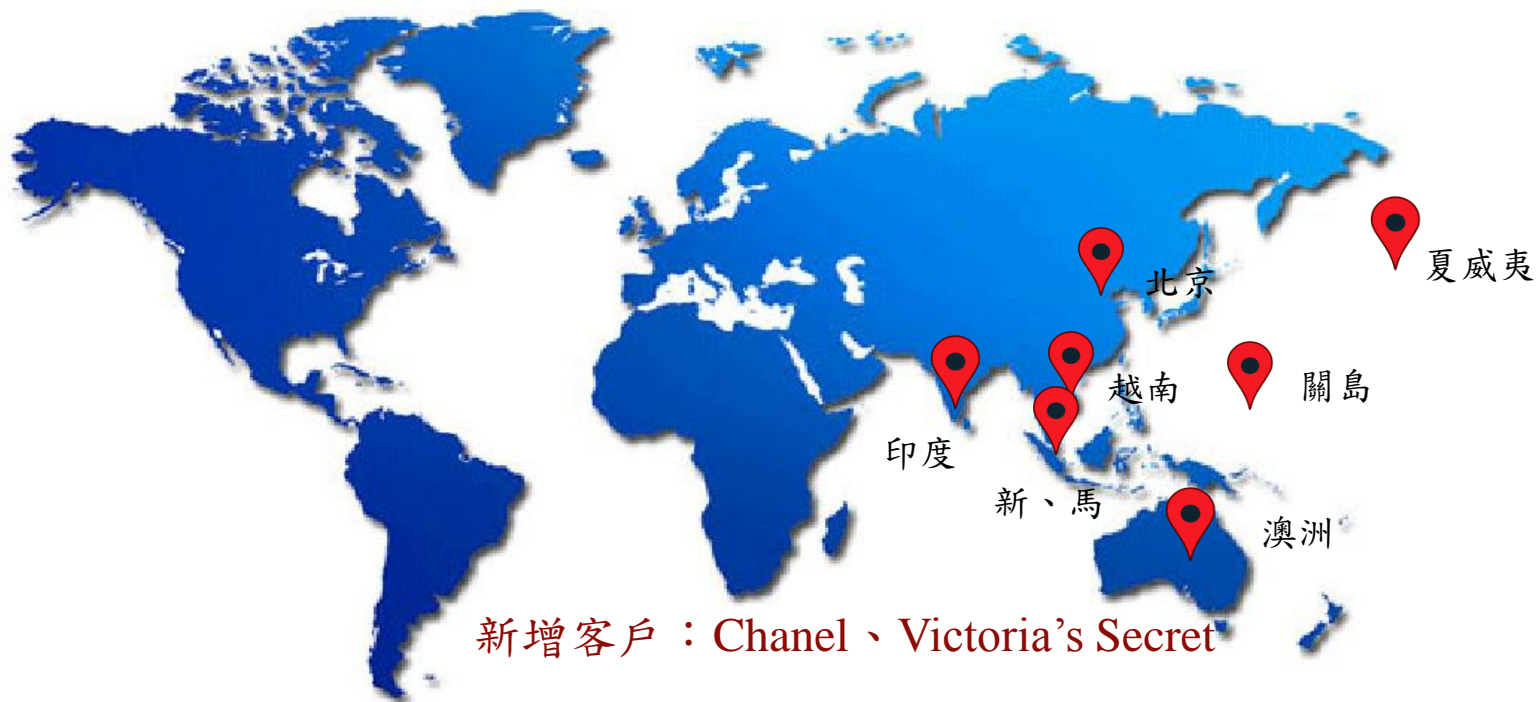 夏威夷
北京
越南
關島
印度
新、馬
澳洲
新增客戶：Chanel、Victoria’s Secret